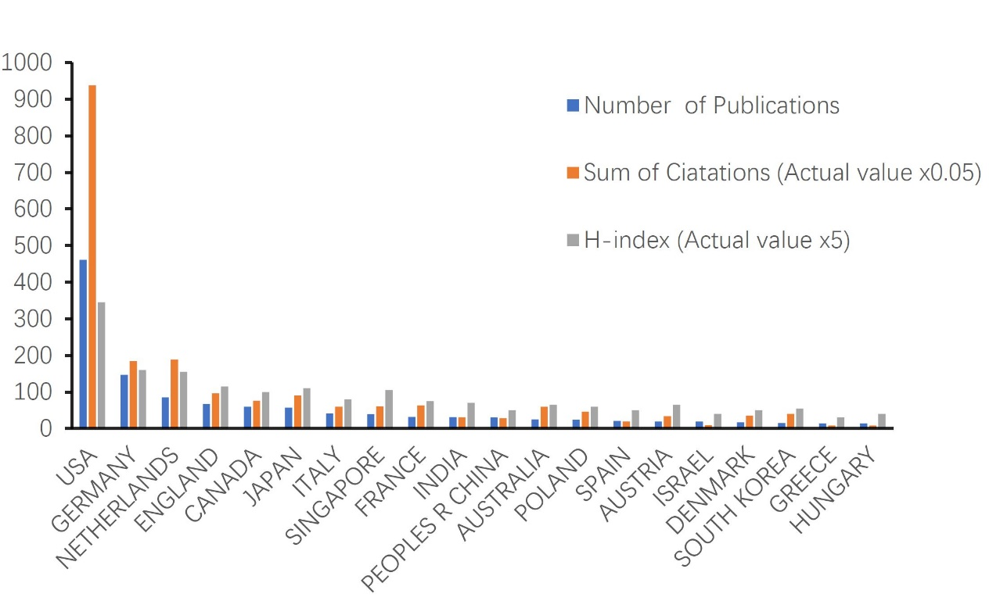 1000
900
800
700
600
500
400
300
200
100
0
Number of Publications
Sum of Ciatations (Actual value x0.05)
H-index (Actual value x5)
USA
GERMANY
NETHERLANDS
ENGLAND
CANADA
JAPAN
ITALY
SINGAPORE
FRANCE
INDIA
PEOPLES R CHINA
AUSTRALIA
POLAND
SPAIN
AUSTRIA
ISRAEL
DENMARK
SOUTH KOREA
GREECE
HUNGARY